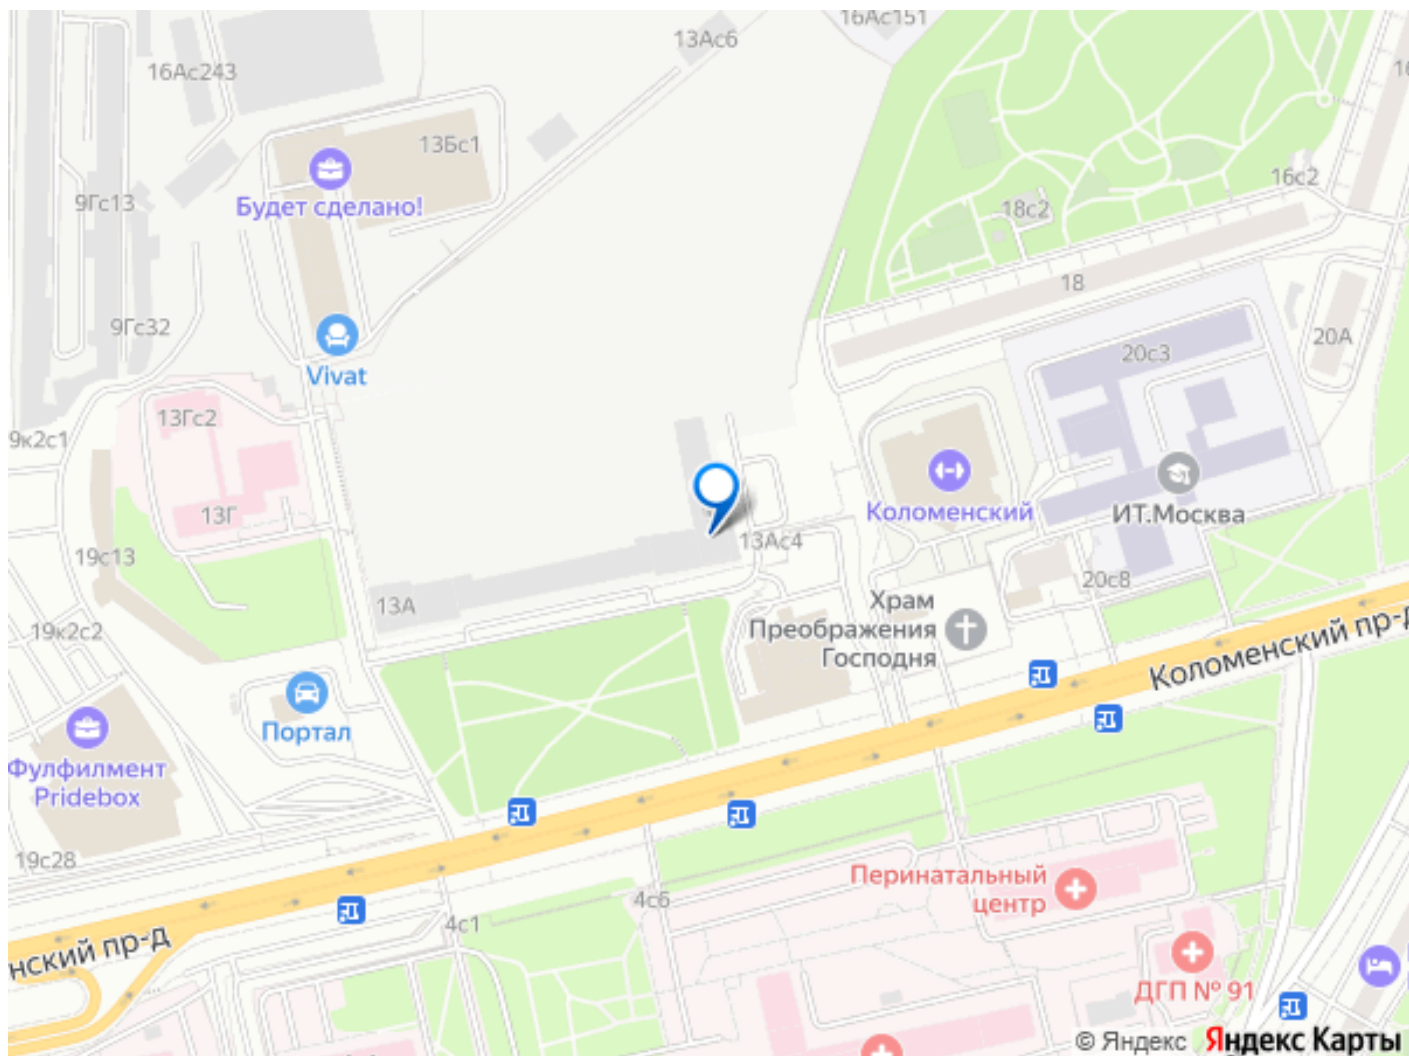 16Ас151
13Ас6
16Ас243
13Бс1
16с2
9Гс13
Будет сделано!
18с2
18
9Гс32
20А
20с3
Vivat
13Гс2
9к2с1
Коломенский
ИТ.Москва
13Г
13Ас4
19с13
20с8
13А
Храм
Преображения
Господня
19к2с2
Коломенский пр-д
Портал
Фулфилмент
Pridebox
19с28
Перинатальный
центр
4с6
4с1
нский пр-д
ДГП № 91
© Яндекс Яндекс Карты